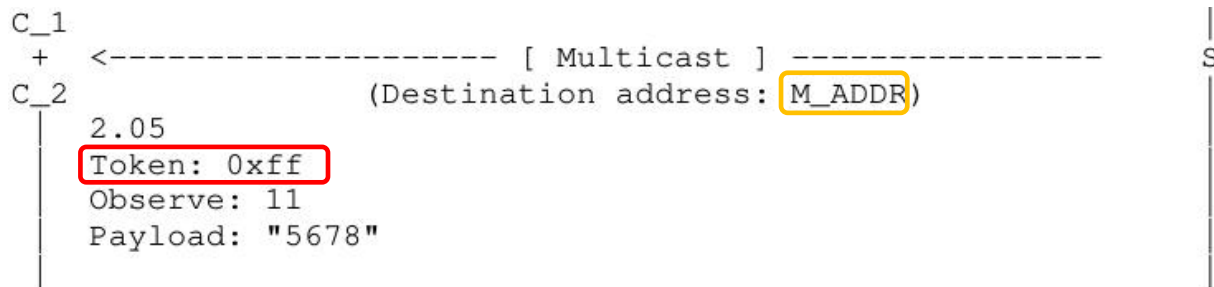 C_1 |
+ <-------------------- [ Multicast ] ---------------- S
C_2 (Destination address: M_ADDR) |
| 2.05 |
| Token: 0xff |
| Observe: 11 |
| Payload: "5678" |
| |